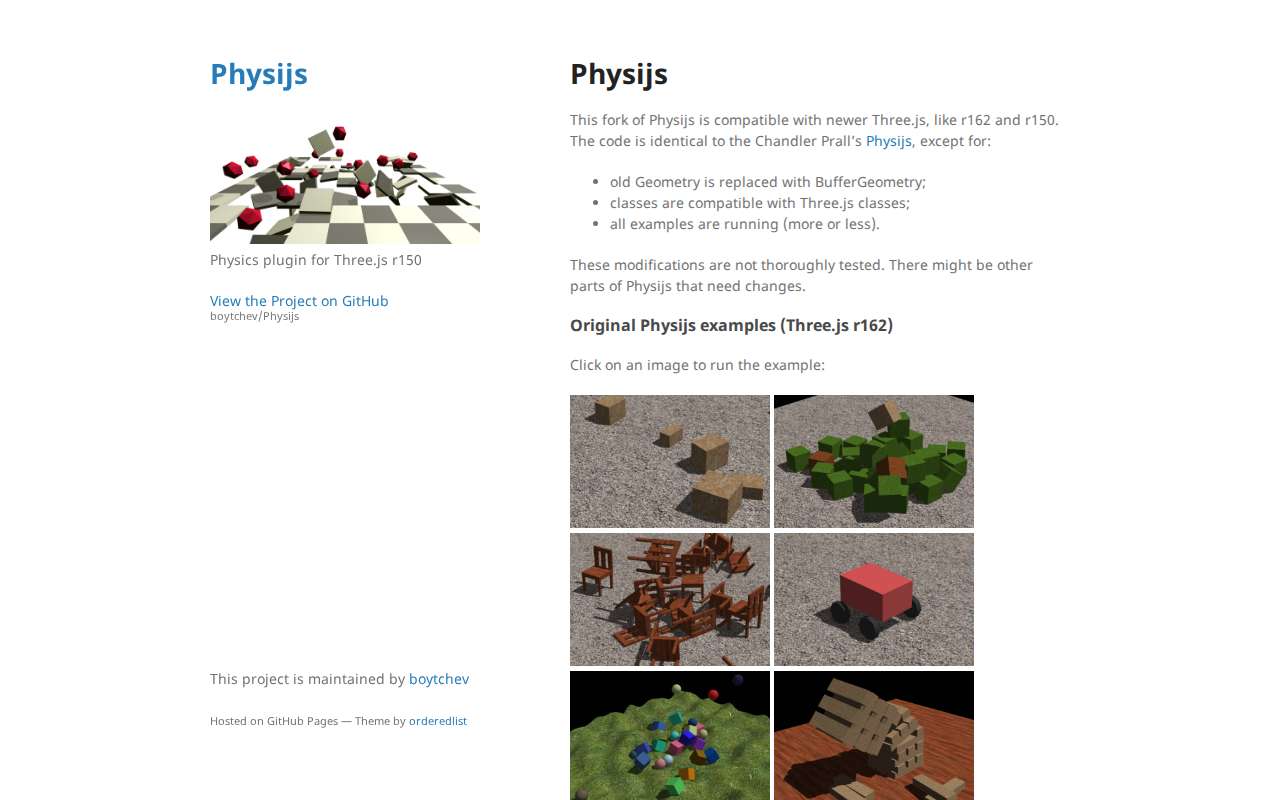 Physijs
Physics plugin for Three.js r150
View the Project on GitHub
boytchev/Physijs
This project is maintained by boytchev
Hosted on GitHub Pages — Theme by orderedlist
Physijs
This fork of Physijs is compatible with newer Three.js, like r162 and r150.
The code is identical to the Chandler Prall's Physijs, except for:
• old Geometry is replaced with BufferGeometry;
• classes are compatible with Three.js classes;
• all examples are running (more or less).
These modifications are not thoroughly tested. There might be other
parts of Physijs that need changes.
Original Physijs examples (Three.js r162)
Click on an image to run the example: